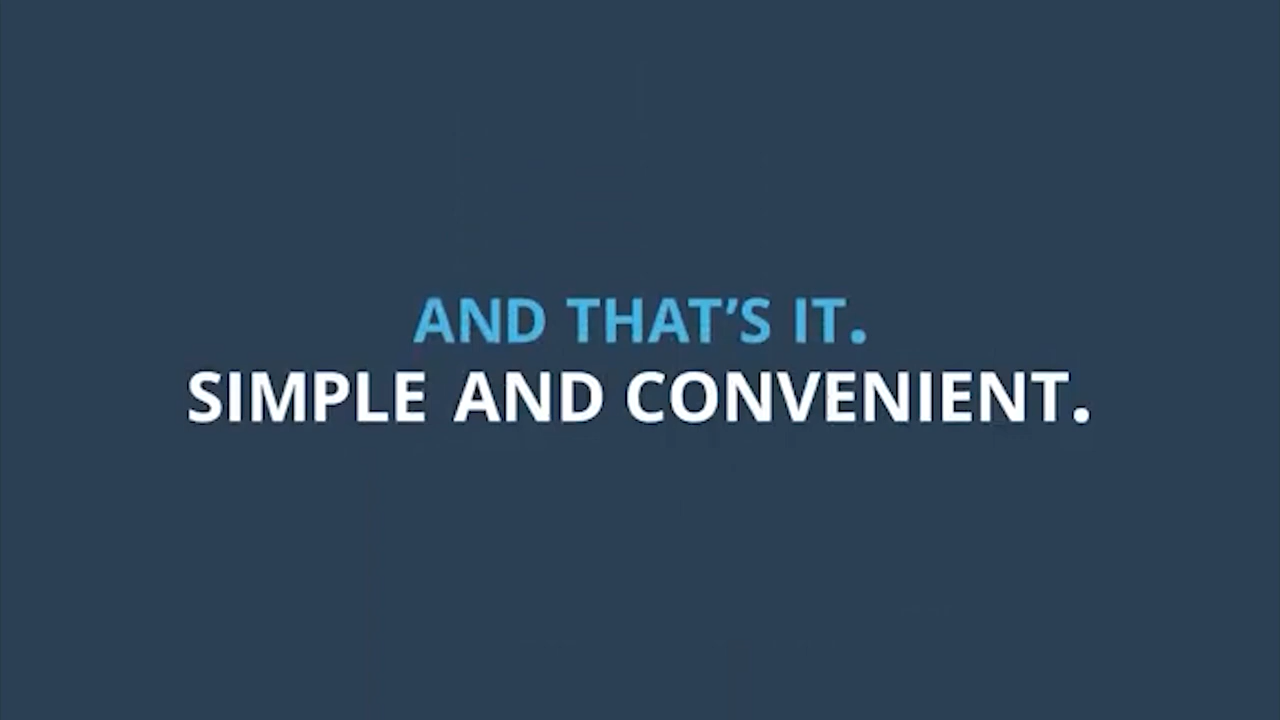 AND THAT’S IT.
SIMPLE AND CONVENIENT.